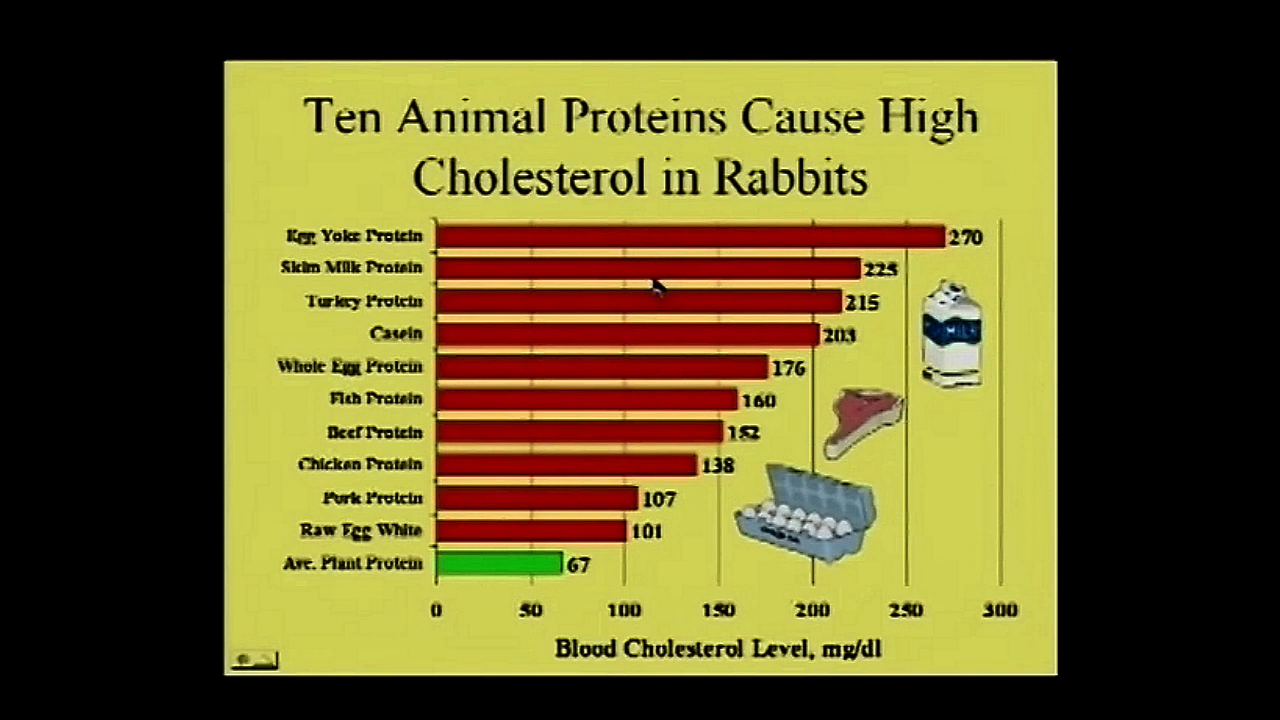 Ten Animal Proteins Cause High
Cholesterol in Rabbits
Egg Yoke Protein 270
Skim Milk Protein 225
Turkey Protein 215
Casein 203
Whole Egg Protein 176
Fish Protein 160
Beef Protein 152
Chicken Protein 138
Pork Protein 107
Raw Egg White 101
Ave. Plant Protein 67
0 50 100 150 200 250 300
Blood Cholesterol Level, mg/dl